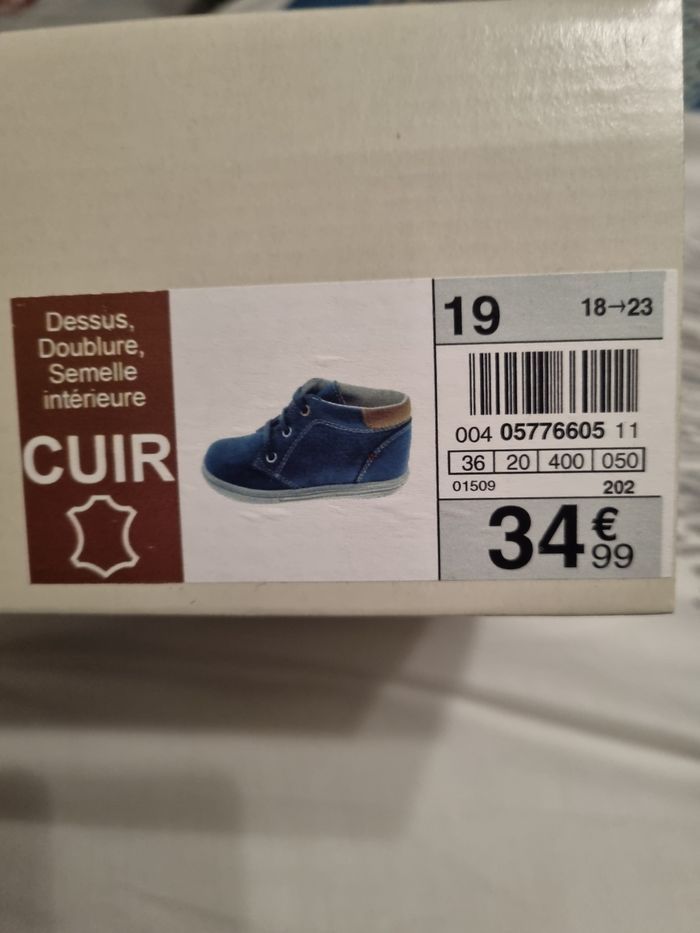 Dessus,
Doublure,
Semelle
intérieure
CUIR
19 18→23
004 05776605 11
36 20 400 050
01509 202
34€99